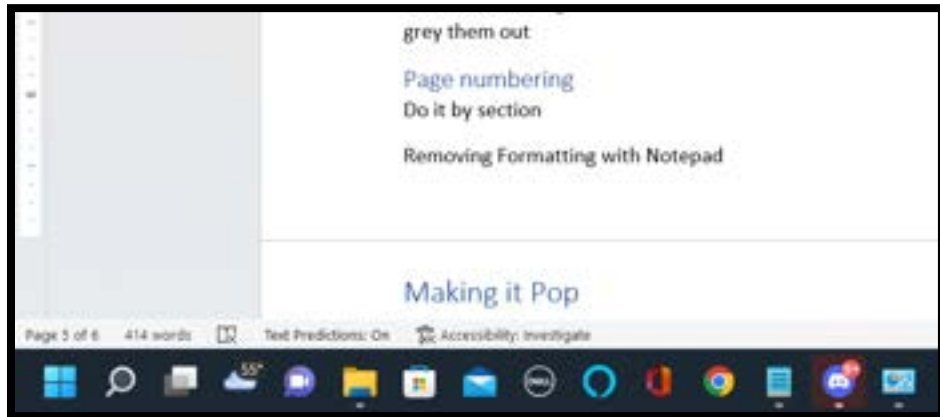 grey them out
Page numbering
Do it by section
Removing Formatting with Notepad
Making it Pop
Page 5 of 6 414 words Text Predictions: On Accessibility: Investigate
55°
DELL
9+